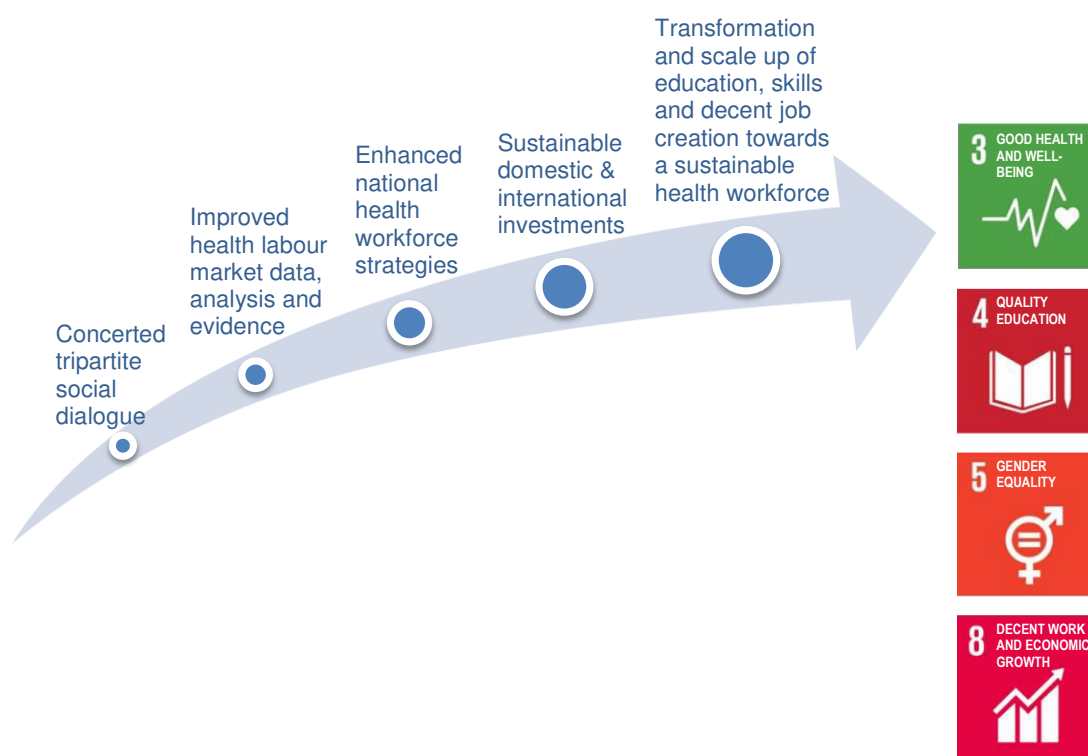 Transformation
and scale up of
education, skills
and decent job
creation towards
a sustainable
health workforce
Sustainable
domestic &
international
investments
Enhanced
national
health
workforce
strategies
Improved
health labour
market data,
analysis and
evidence
Concerted
tripartite
social
dialogue
3 GOOD HEALTH
AND WELL-
BEING
4 QUALITY
EDUCATION
5 GENDER
EQUALITY
8 DECENT WORK
AND ECONOMIC
GROWTH